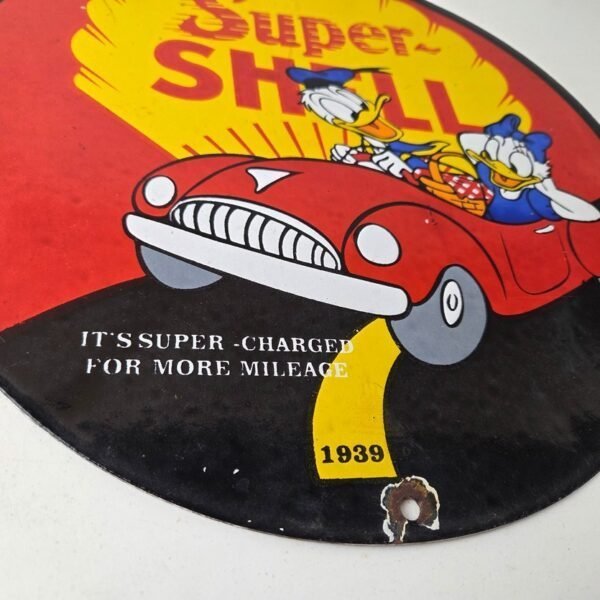 Super-
SHELL
IT'S SUPER -CHARGED
FOR MORE MILEAGE
1939